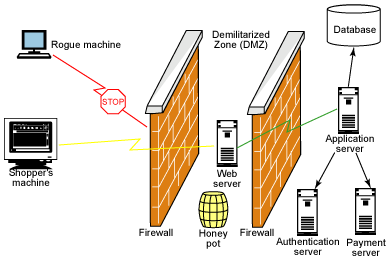 Rogue machine
Demilitarized
Zone (DMZ)
Database
STOP
Shopper's
machine
Web
server
Application
server
Firewall
Honey
pot
Firewall
Authentication
server
Payment
server